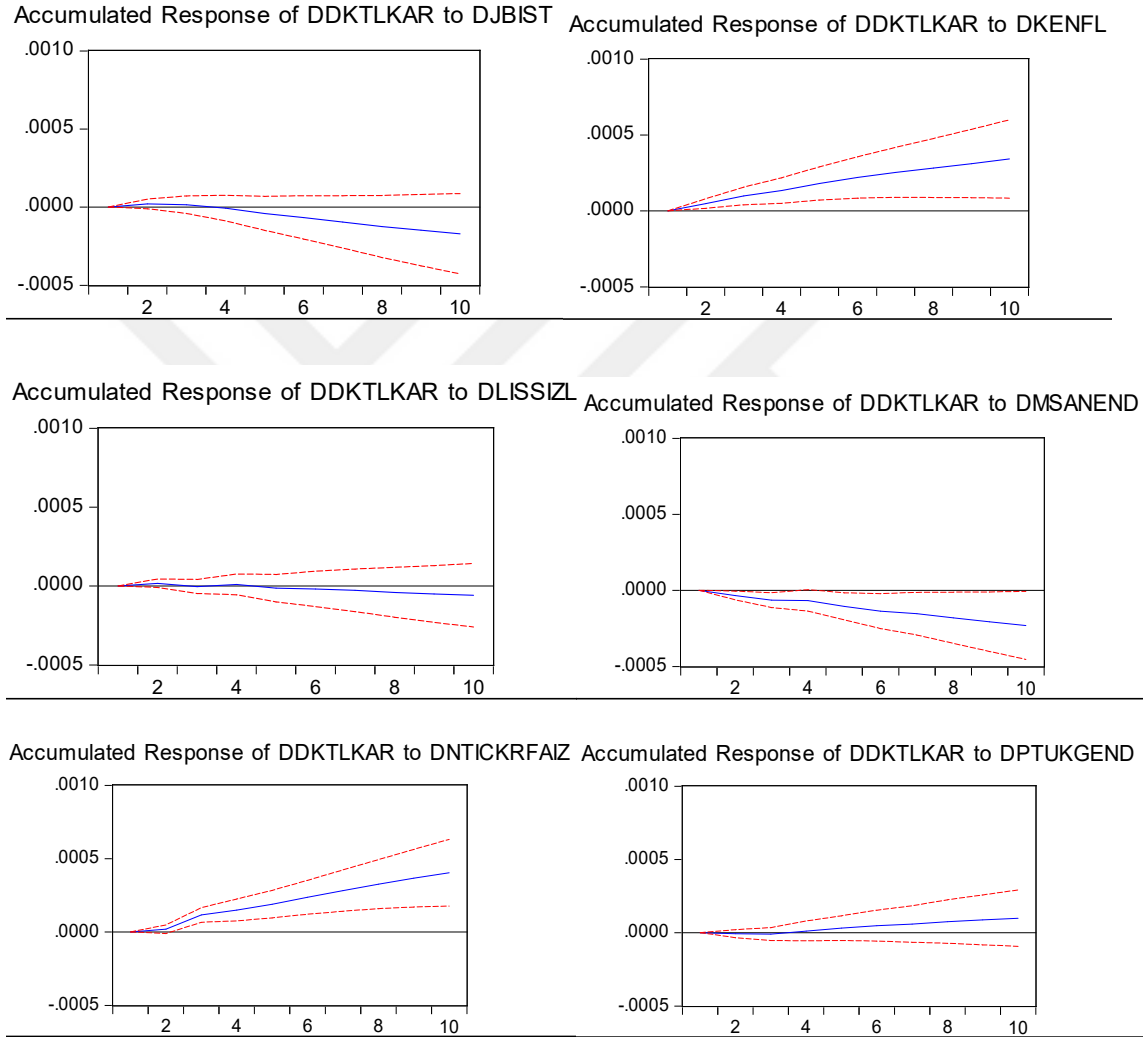 Accumulated Response of DDKTLKAR to DJBIST
.0010
.0005
.0000
-.0005
2 4 6 8 10
Accumulated Response of DDKTLKAR to DKENFL
.0010
.0005
.0000
-.0005
2 4 6 8 10
Accumulated Response of DDKTLKAR to DLISSIZL
.0010
.0005
.0000
-.0005
2 4 6 8 10
Accumulated Response of DDKTLKAR to DMSANEND
.0010
.0005
.0000
-.0005
2 4 6 8 10
Accumulated Response of DDKTLKAR to DNTICKRFAIZ
.0010
.0005
.0000
-.0005
2 4 6 8 10
Accumulated Response of DDKTLKAR to DPTUKGEND
.0010
.0005
.0000
-.0005
2 4 6 8 10